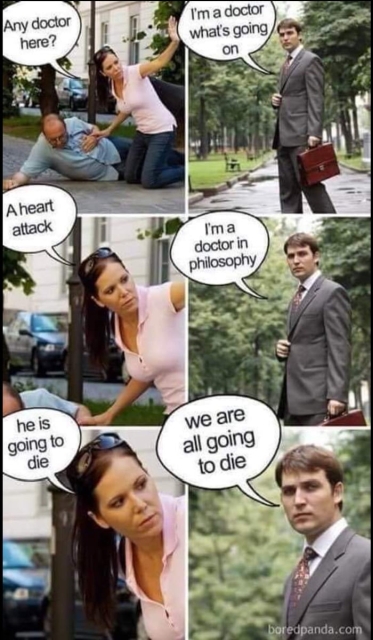 Any doctor
here?
I'm a doctor
what's going
on
A heart
attack
I'm a
doctor in
philosophy
he is
going to
die
we are
all going
to die
boredpanda.com